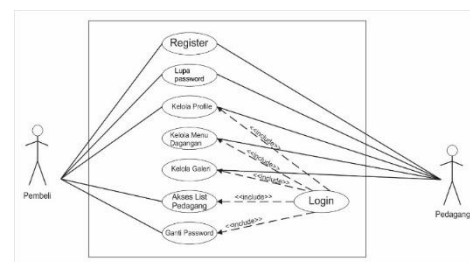 Register
Lupa
password
Kelola Profile
Kelola Menu
Dagangan
Kelola Galeri
Akses List
Pedagang
Ganti Password
Login
<<include>>
<<include>>
<<include>>
<<include>>
<<include>>
Pembeli
Pedagang